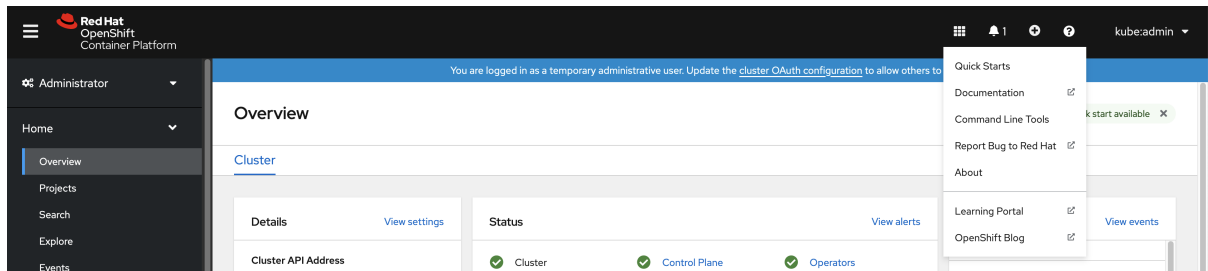 Red Hat
OpenShift
Container Platform
1
kube:admin
Administrator
You are logged in as a temporary administrative user. Update the cluster OAuth configuration to allow others to
Home
Overview
Projects
Search
Explore
Events
Overview
start available
Cluster
Details
View settings
Cluster API Address
Status
View alerts
Cluster
Control Plane
Operators
View events
Quick Starts
Documentation
Command Line Tools
Report Bug to Red Hat
About
Learning Portal
OpenShift Blog